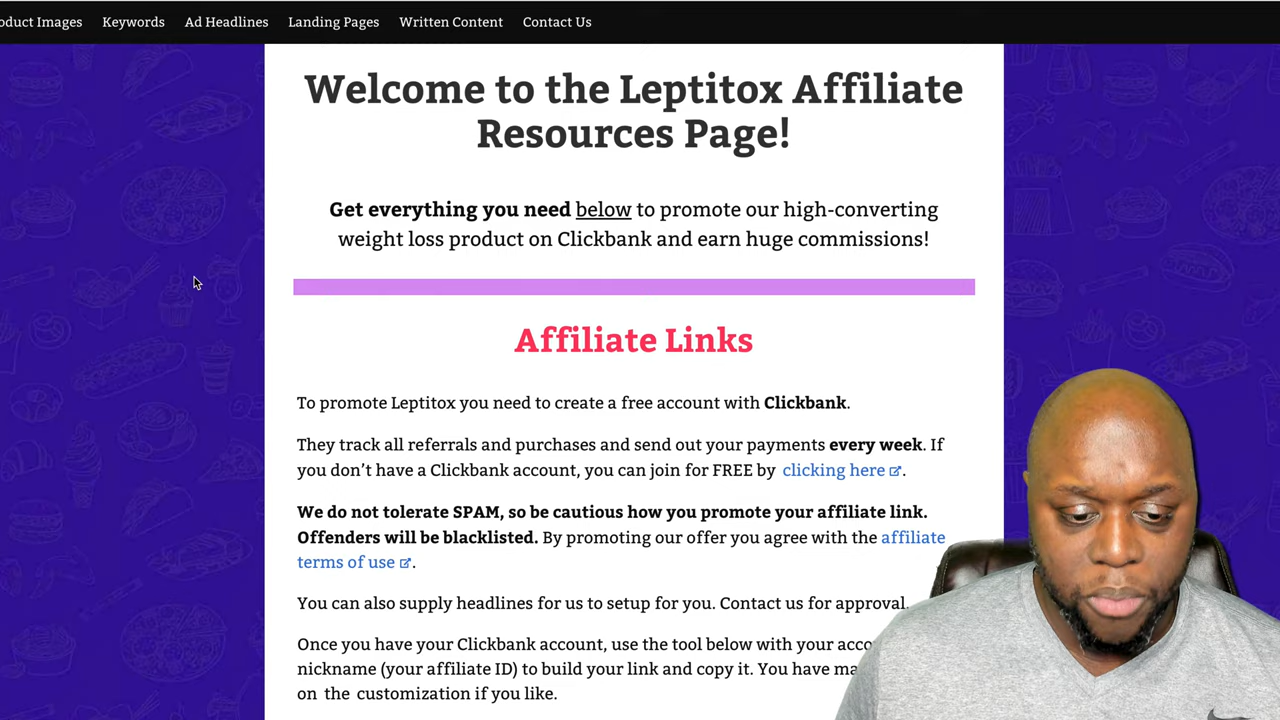 oduct Images Keywords Ad Headlines Landing Pages Written Content Contact Us
Welcome to the Leptitox Affiliate
Resources Page!
Get everything you need below to promote our high-converting
weight loss product on Clickbank and earn huge commissions!
Affiliate Links
To promote Leptitox you need to create a free account with Clickbank.
They track all referrals and purchases and send out your payments every week. If
you don’t have a Clickbank account, you can join for FREE by clicking here.
We do not tolerate SPAM, so be cautious how you promote your affiliate link.
Offenders will be blacklisted. By promoting our offer you agree with the affiliate
terms of use.
You can also supply headlines for us to setup for you. Contact us for approval.
Once you have your Clickbank account, use the tool below with your acco
nickname (your affiliate ID) to build your link and copy it. You have ma
on the customization if you like.